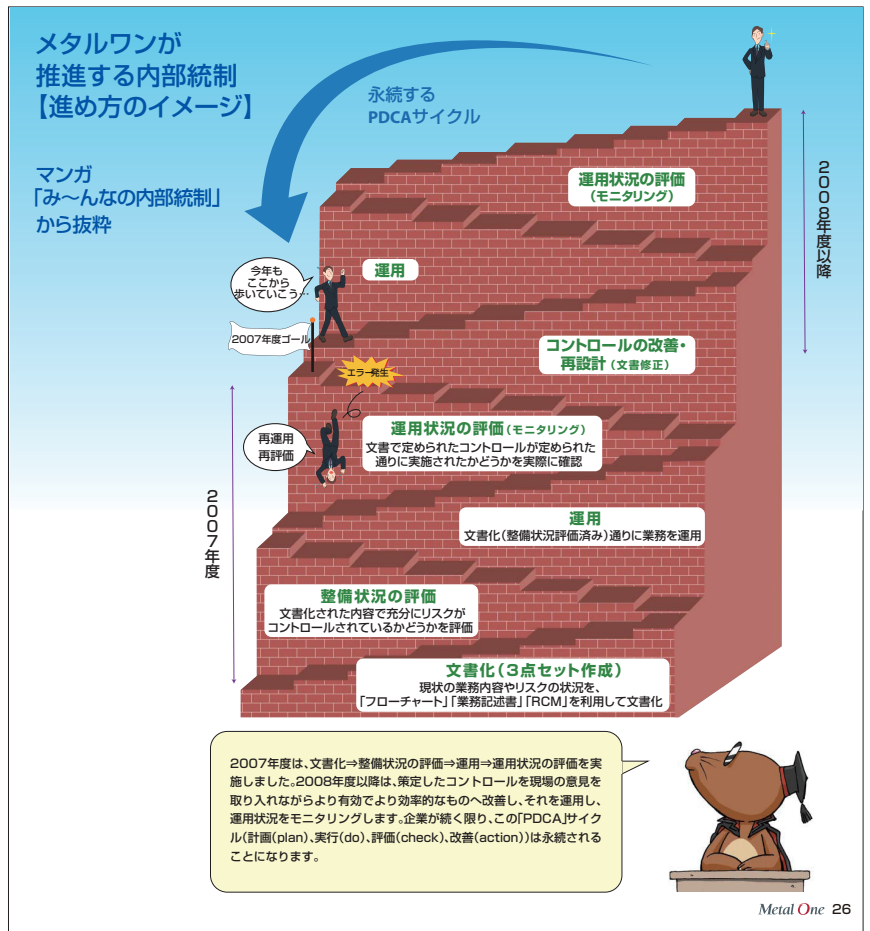 メタルワンが
推進する内部統制
【進め方のイメージ】
マンガ
「み～んなの内部統制」
から抜粋
永続する
PDCAサイクル
運用状況の評価
(モニタリング)
2008年度以降
今年も
ここから
歩いていこう…
運用
2007年度ゴール
コントロールの改善・
再設計(文書修正)
エラー発生
再運用
再評価
運用状況の評価(モニタリング)
文書で定められたコントロールが定められた
通りに実施されたかどうかを実際に確認
2007年度
運用
文書化(整備状況評価済み)通りに業務を運用
整備状況の評価
文書化された内容で充分にリスクが
コントロールされているかどうかを評価
文書化(3点セット作成)
現状の業務内容やリスクの状況を、
「フローチャート」「業務記述書」「RCM」を利用して文書化
2007年度は、文書化⇒整備状況の評価⇒運用⇒運用状況の評価を実
施しました。2008年度以降は、策定したコントロールを現場の意見を
取り入れながらより有効でより効率的なものへ改善し、それを運用し、
運用状況をモニタリングします。企業が続く限り、この「PDCA」サイク
ル(計画(plan)、実行(do)、評価(check)、改善(action))は永続される
ことになります。
Metal One 26